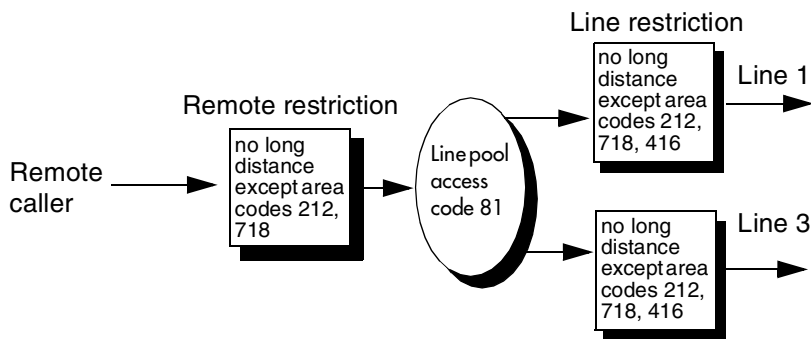 Remote
caller
Remote restriction
no long
distance
except area
codes 212,
718
Line pool
access
code 81
Line restriction
no long
distance
except area
codes 212,
718, 416
Line 1
no long
distance
except area
codes 212,
718, 416
Line 3